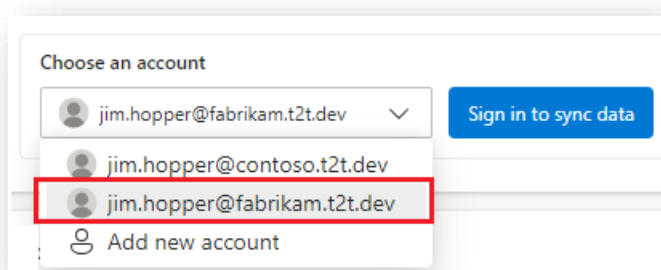 Choose an account
jim.hopper@fabrikam.t2t.dev
Sign in to sync data
jim.hopper@contoso.t2t.dev
jim.hopper@fabrikam.t2t.dev
Add new account